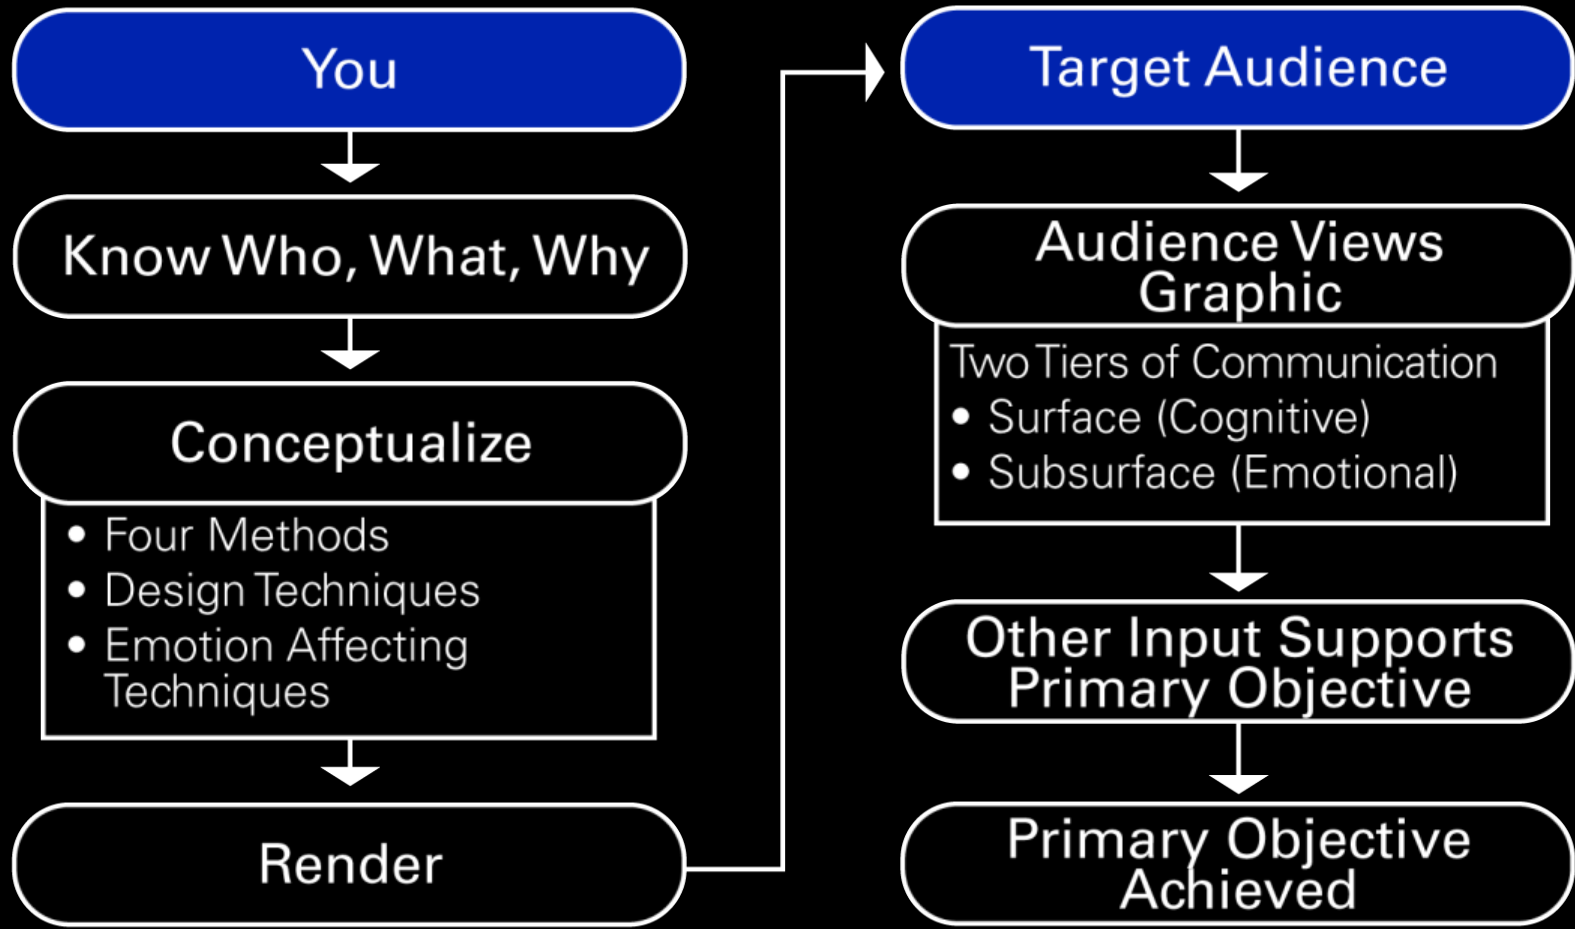 You
Know Who, What, Why
Conceptualize
• Four Methods
• Design Techniques
• Emotion Affecting
Techniques
Render
Target Audience
Audience Views
Graphic
Two Tiers of Communication
• Surface (Cognitive)
• Subsurface (Emotional)
Other Input Supports
Primary Objective
Primary Objective
Achieved